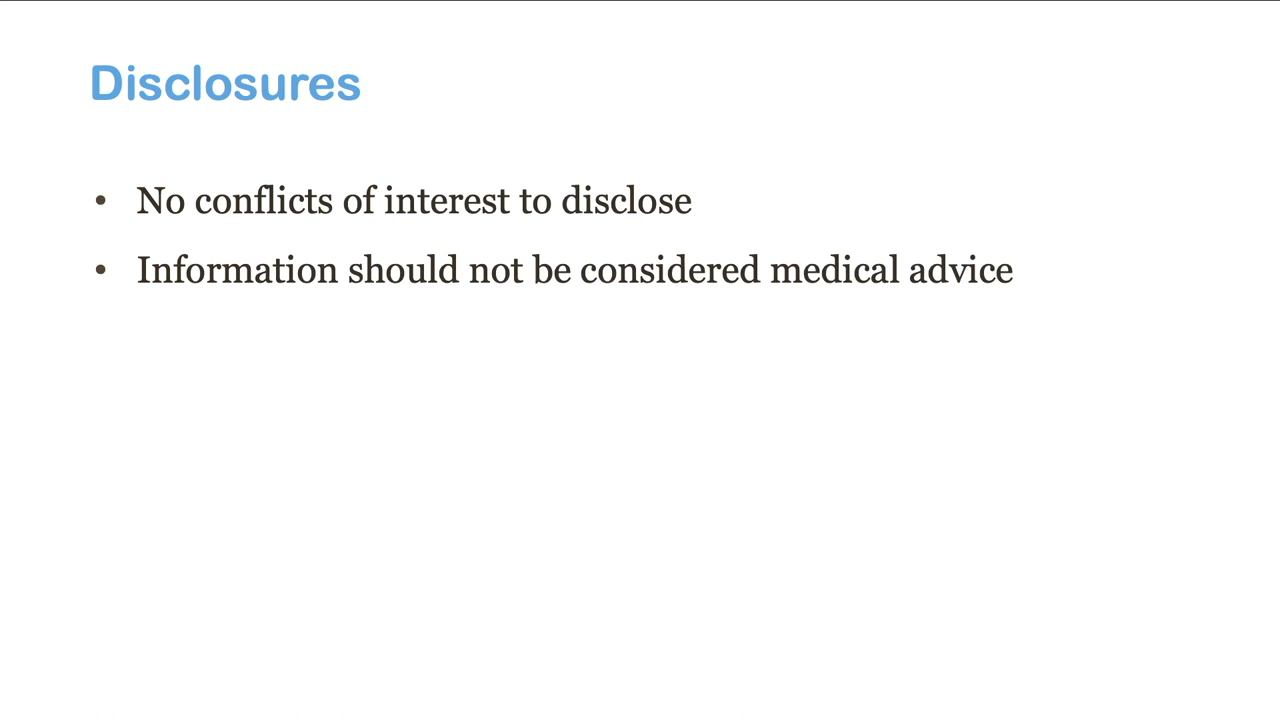 Disclosures
• No conflicts of interest to disclose
• Information should not be considered medical advice